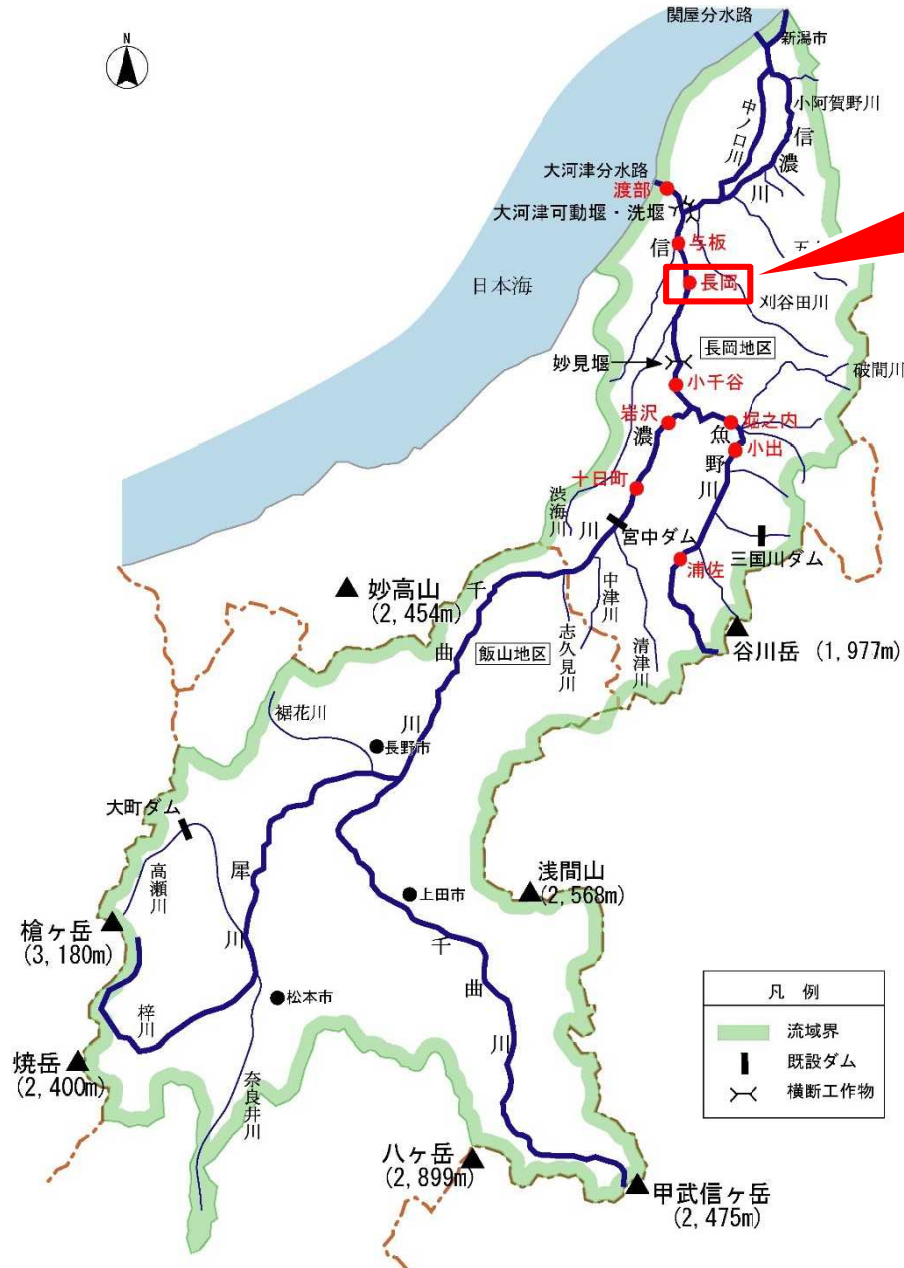 N
関屋分水路
新潟市
小阿賀野川
中ノ口川
信濃川
大河津分水路
渡部
大河津可動堰・洗堰
与板
信
日本海
長岡
刈谷田川
長岡地区
妙見堰
破間川
小千谷
岩沢
堀之内
濃
魚野川
小出
十日町
渋海川
川
宮中ダム
三国川ダム
浦佐
妙高山
(2,454m)
千曲川
中津川
志久見川
清津川
谷川岳 (1,977m)
飯山地区
裾花川
長野市
大町ダム
高瀬川
犀川
上田市
浅間山
(2,568m)
槍ヶ岳
(3,180m)
千曲川
松本市
梓川
焼岳
(2,400m)
奈良井川
八ヶ岳
(2,899m)
甲武信ヶ岳
(2,475m)
凡 例
流域界
既設ダム
横断工作物